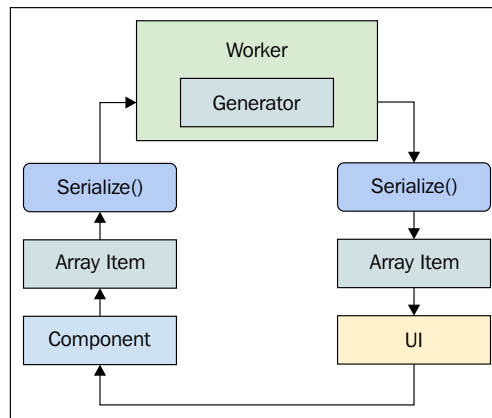 Worker
Generator
Serialize()
Serialize()
Array Item
Array Item
Component
UI